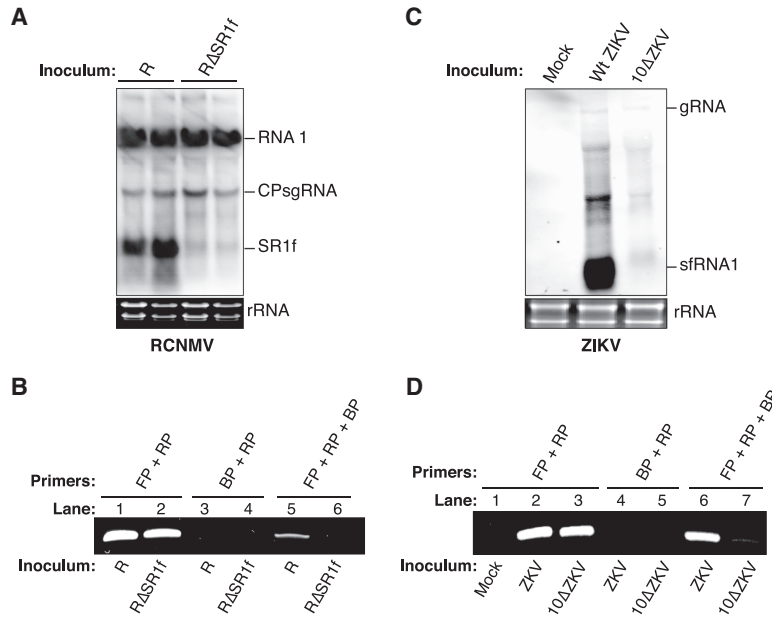 A
Inoculum:
R
RΔSR1f
RNA 1
CPsgRNA
SR1f
rRNA
RCNMV
C
Inoculum:
Mock
Wt ZIKV
10ΔZKV
gRNA
sfRNA1
rRNA
ZIKV
B
Primers:
FP + RP
BP + RP
FP + RP + BP
Lane: 1 2 3 4 5 6
Inoculum:
R
RΔSR1f
R
RΔSR1f
R
RΔSR1f
D
Primers:
FP + RP
BP + RP
FP + RP + BP
Lane: 1 2 3 4 5 6 7
Inoculum:
Mock
ZKV
10ΔZKV
ZKV
10ΔZKV
ZKV
10ΔZKV